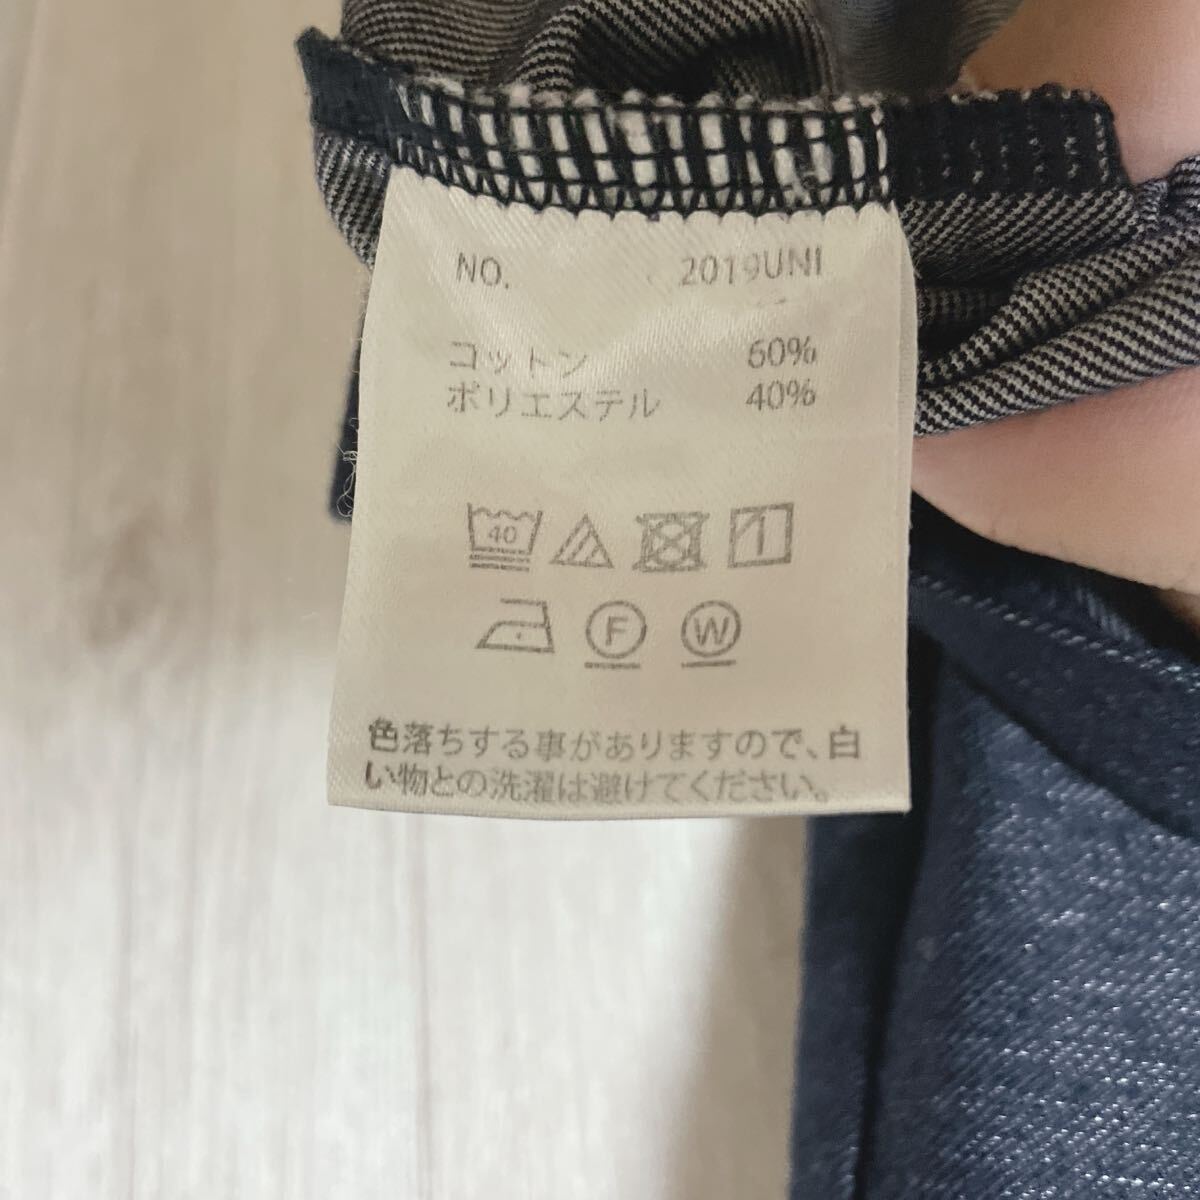 NO. 2019UNI
コットン 60%
ポリエステル 40%
40
F W
色落ちする事がありますので、白
い物との洗濯は避けてください。